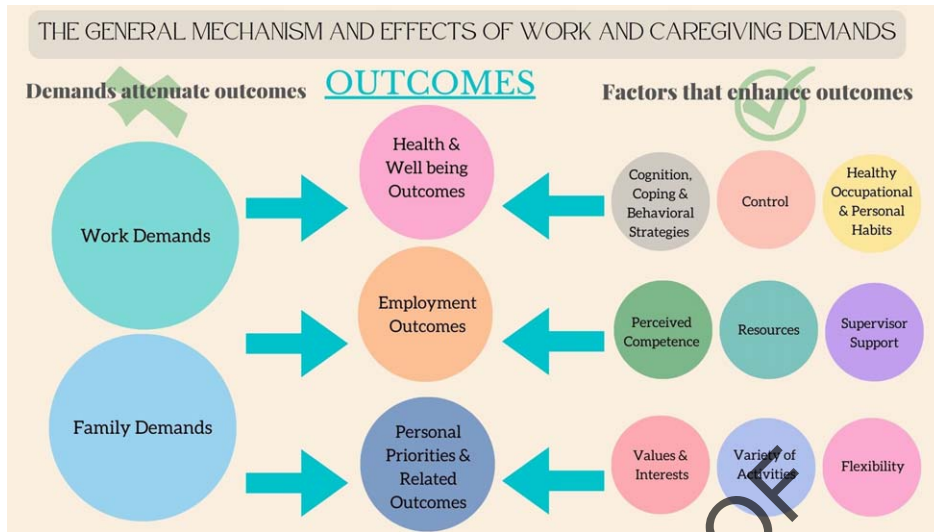 THE GENERAL MECHANISM AND EFFECTS OF WORK AND CAREGIVING DEMANDS
Demands attenuate outcomes
OUTCOMES
Factors that enhance outcomes
Work Demands
Family Demands
Health &
Well being
Outcomes
Employment
Outcomes
Personal
Priorities &
Related
Outcomes
Cognition,
Coping &
Behavioral
Strategies
Control
Healthy
Occupational
& Personal
Habits
Perceived
Competence
Resources
Supervisor
Support
Values &
Interests
Variety of
Activities
Flexibility
OF